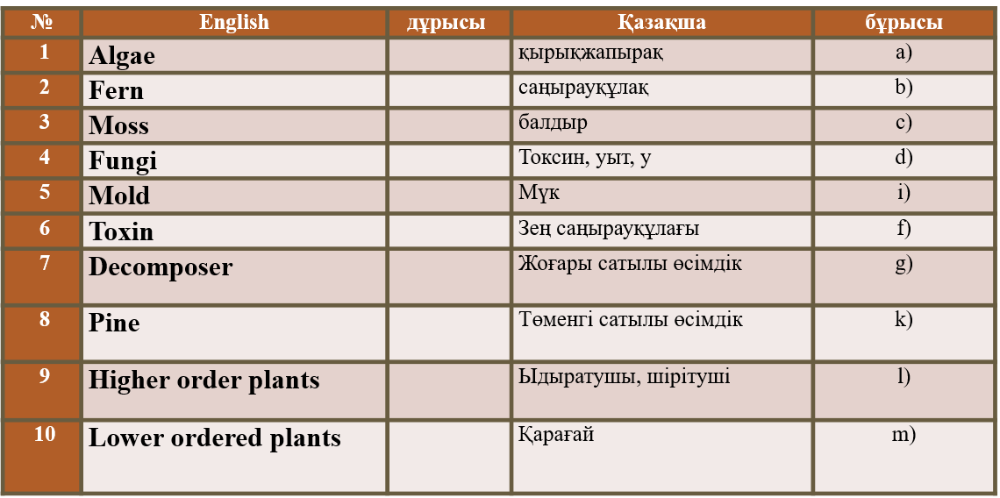 № English дұрысы Қазақша бұрысы
1 Algae қырықжапырақ a)
2 Fern саңырауқұлақ b)
3 Moss балдыр c)
4 Fungi Токсин, уыт, у d)
5 Mold Мүк i)
6 Toxin Зең саңырауқұлағы f)
7 Decomposer Жоғары сатылы өсімдік g)
8 Pine Төменгі сатылы өсімдік k)
9 Higher order plants Ыдыратушы, шірітуші l)
10 Lower ordered plants Қарағай m)